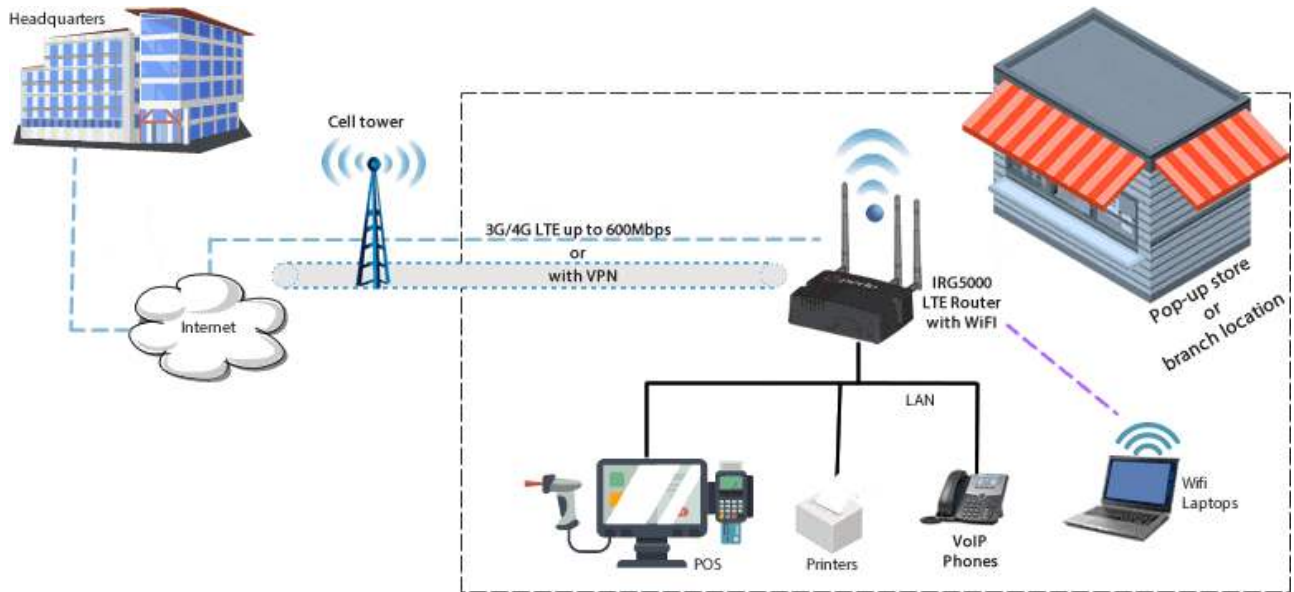 Headquarters
Cell tower
3G/4G LTE up to 600Mbps
or
with VPN
Internet
IRG5000
LTE Router
with WiFI
Pop-up store
or
branch location
LAN
POS
Printers
VoIP
Phones
Wifi
Laptops